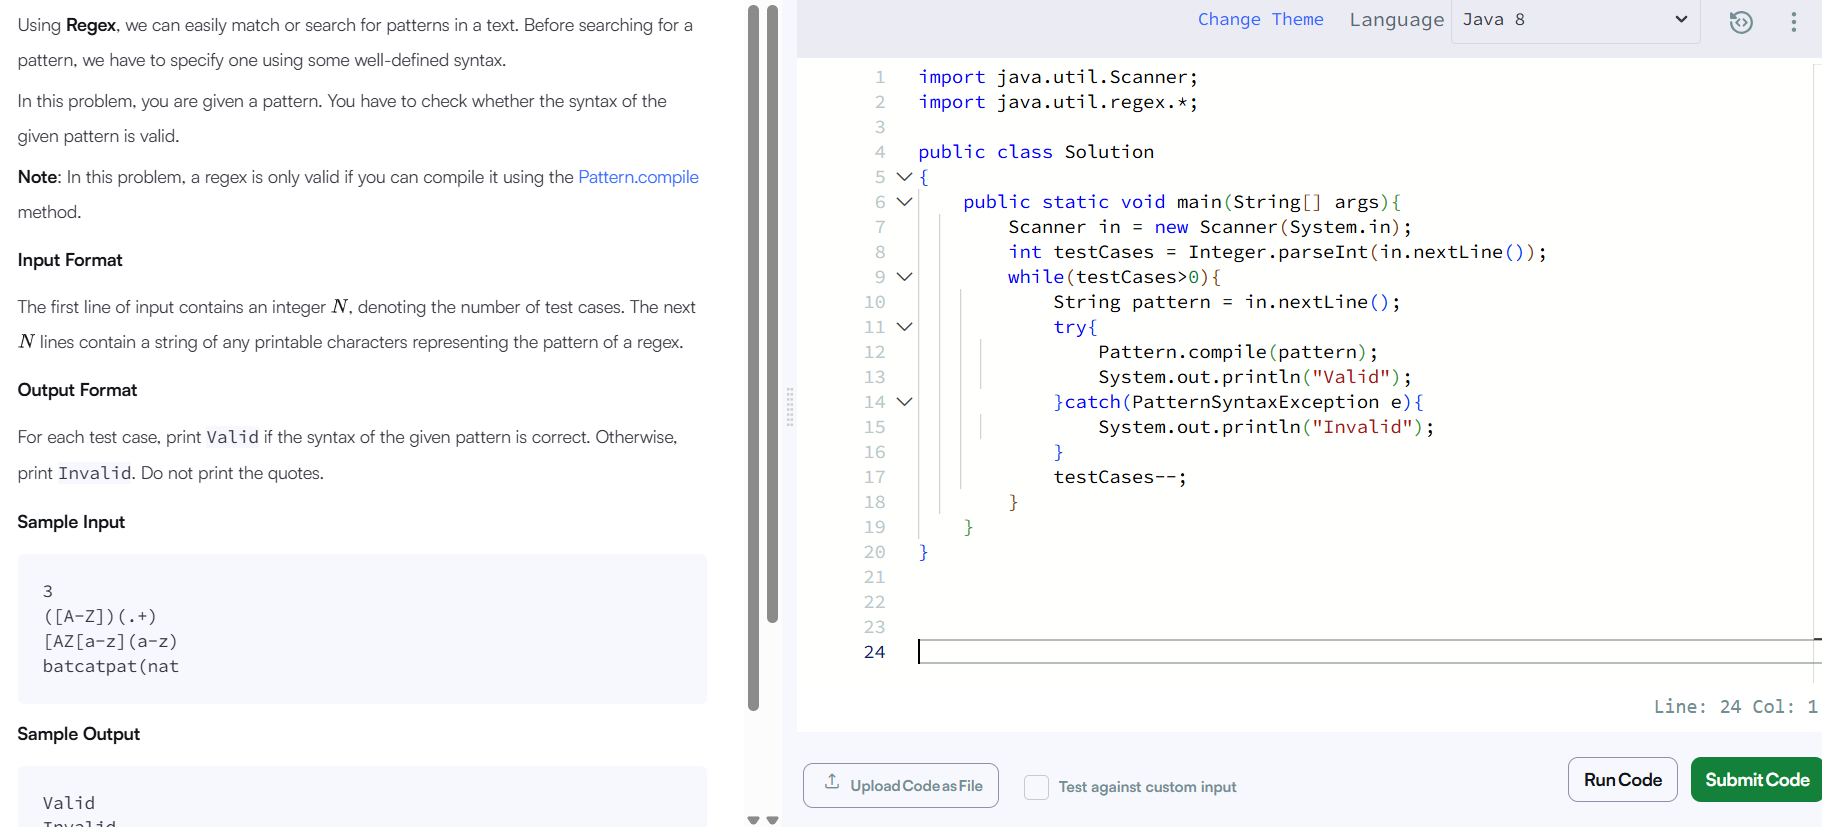 Using Regex, we can easily match or search for patterns in a text. Before searching for a
pattern, we have to specify one using some well-defined syntax.
In this problem, you are given a pattern. You have to check whether the syntax of the
given pattern is valid.
Note: In this problem, a regex is only valid if you can compile it using the Pattern.compile
method.
Input Format
The first line of input contains an integer N, denoting the number of test cases. The next
N lines contain a string of any printable characters representing the pattern of a regex.
Output Format
For each test case, print Valid if the syntax of the given pattern is correct. Otherwise,
print Invalid. Do not print the quotes.
Sample Input
3
([A-Z])(.+)
[AZ[a-z](a-z)
batcatpat(nat
Sample Output
Valid
Invalid
Change Theme Language Java 8
1 import java.util.Scanner;
2 import java.util.regex.*;
3
4 public class Solution
5 {
6     public static void main(String[] args){
7         Scanner in = new Scanner(System.in);
8         int testCases = Integer.parseInt(in.nextLine());
9         while(testCases>0){
10             String pattern = in.nextLine();
11             try{
12                 Pattern.compile(pattern);
13                 System.out.println("Valid");
14             }catch(PatternSyntaxException e){
15                 System.out.println("Invalid");
16             }
17             testCases--;
18         }
19     }
20 }
21
22
23
24
Line: 24 Col: 1
Upload Code as File Test against custom input Run Code Submit Code